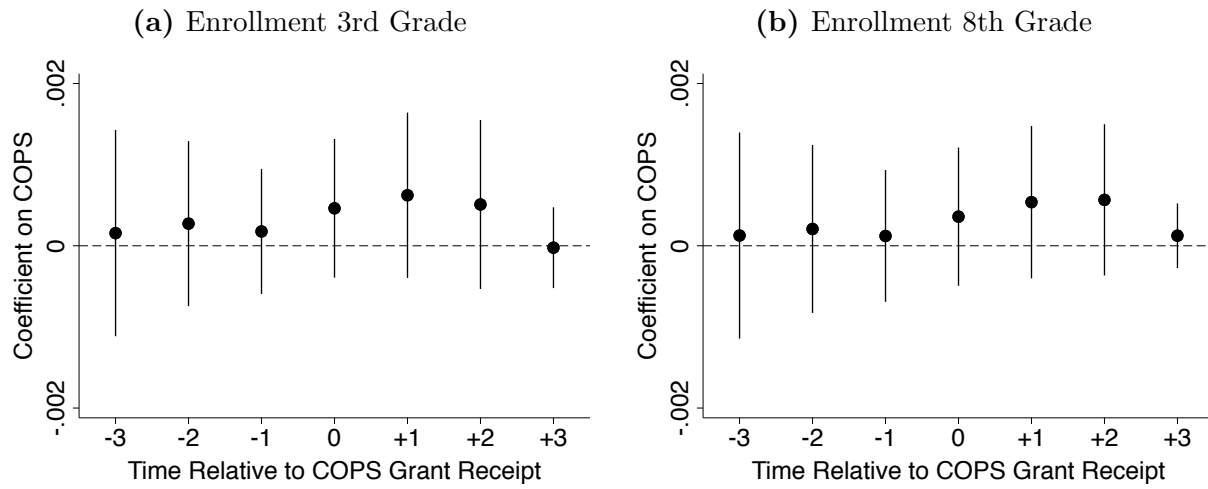 (a) Enrollment 3rd Grade
Coefficient on COPS
.002
0
-.002
-3 -2 -1 0 +1 +2 +3
Time Relative to COPS Grant Receipt
(b) Enrollment 8th Grade
Coefficient on COPS
.002
0
-.002
-3 -2 -1 0 +1 +2 +3
Time Relative to COPS Grant Receipt